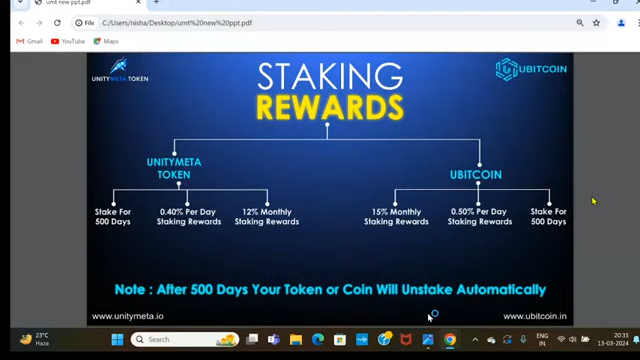 umt new ppt.pdf
File C:/Users/nisha/Desktop/umt%20new%20ppt.pdf
Gmail YouTube Maps
UNITYMETA TOKEN
UBITCOIN
STAKING
REWARDS
UNITYMETA
TOKEN
UBITCOIN
Stake For
500 Days
0.40% Per Day
Staking Rewards
12% Monthly
Staking Rewards
15% Monthly
Staking Rewards
0.50% Per Day
Staking Rewards
Stake For
500 Days
Note : After 500 Days Your Token or Coin Will Unstake Automatically
www.unitymeta.io
www.ubitcoin.in
23°C
Haze
Search
ENG
IN
20:35
13-03-2024